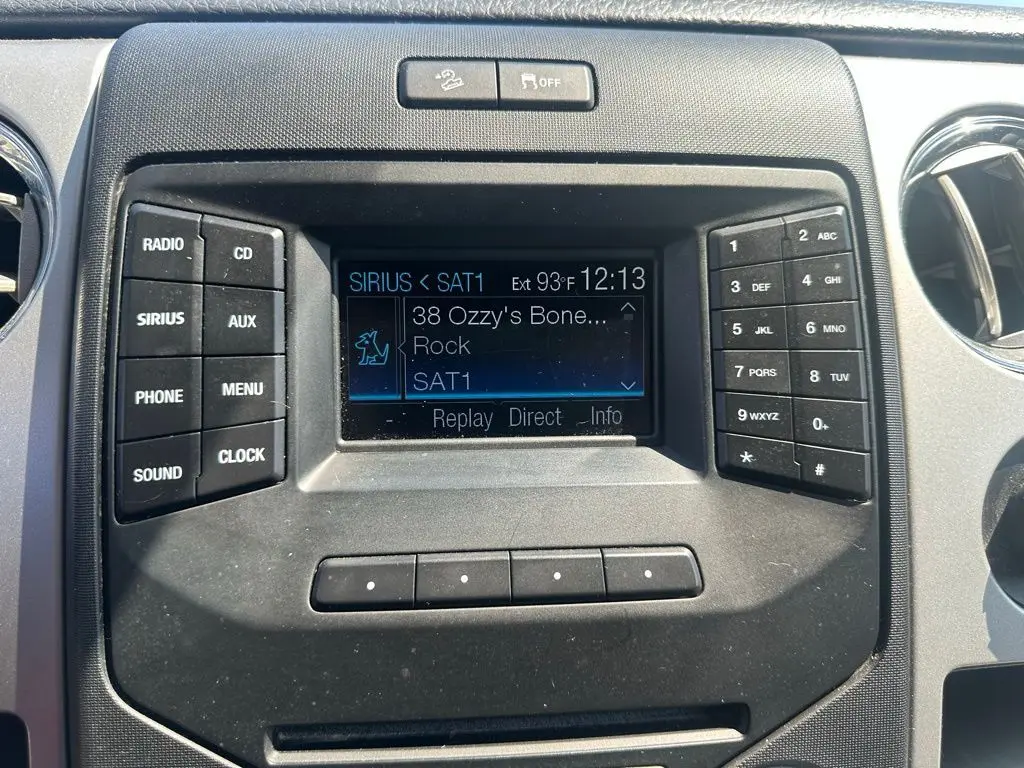 OFF
RADIO
CD
SIRIUS
AUX
PHONE
MENU
SOUND
CLOCK
SIRIUS < SAT1 Ext 93°F 12:13
38 Ozzy's Bone...
Rock
SAT1
- Replay Direct Info
1
2 ABC
3 DEF
4 GHI
5 JKL
6 MNO
7 PQRS
8 TUV
9 WXYZ
0+
*
#